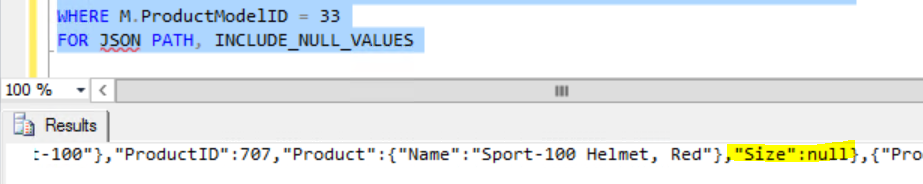 WHERE M.ProductModelID = 33
FOR JSON PATH, INCLUDE_NULL_VALUES
100 %
Results
:-100"},"ProductID":707,"Product":{"Name":"Sport-100 Helmet, Red"},"Size":null},{"Pro